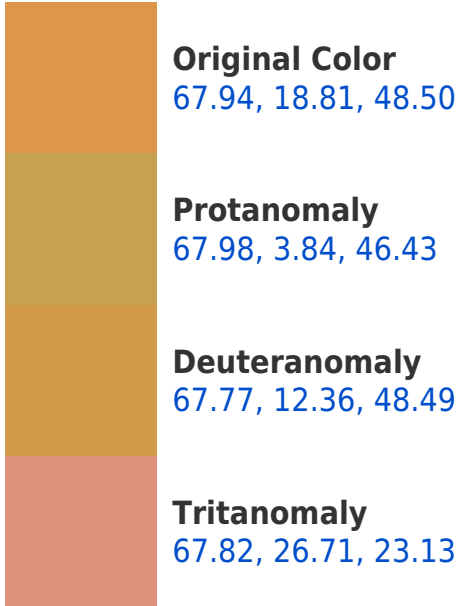 Original Color
67.94, 18.81, 48.50
Protanomaly
67.98, 3.84, 46.43
Deuteranomaly
67.77, 12.36, 48.49
Tritanomaly
67.82, 26.71, 23.13